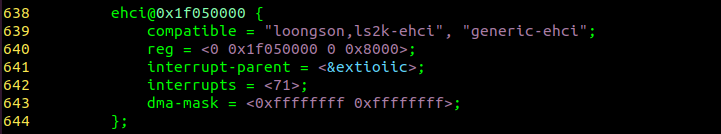 638 ehci@0x1f050000 {
639 compatible = "loongson,ls2k-ehci", "generic-ehci";
640 reg = <0 0x1f050000 0 0x8000>;
641 interrupt-parent = <&extioiic>;
642 interrupts = <71>;
643 dma-mask = <0xffffffff 0xffffffff>;
644 };